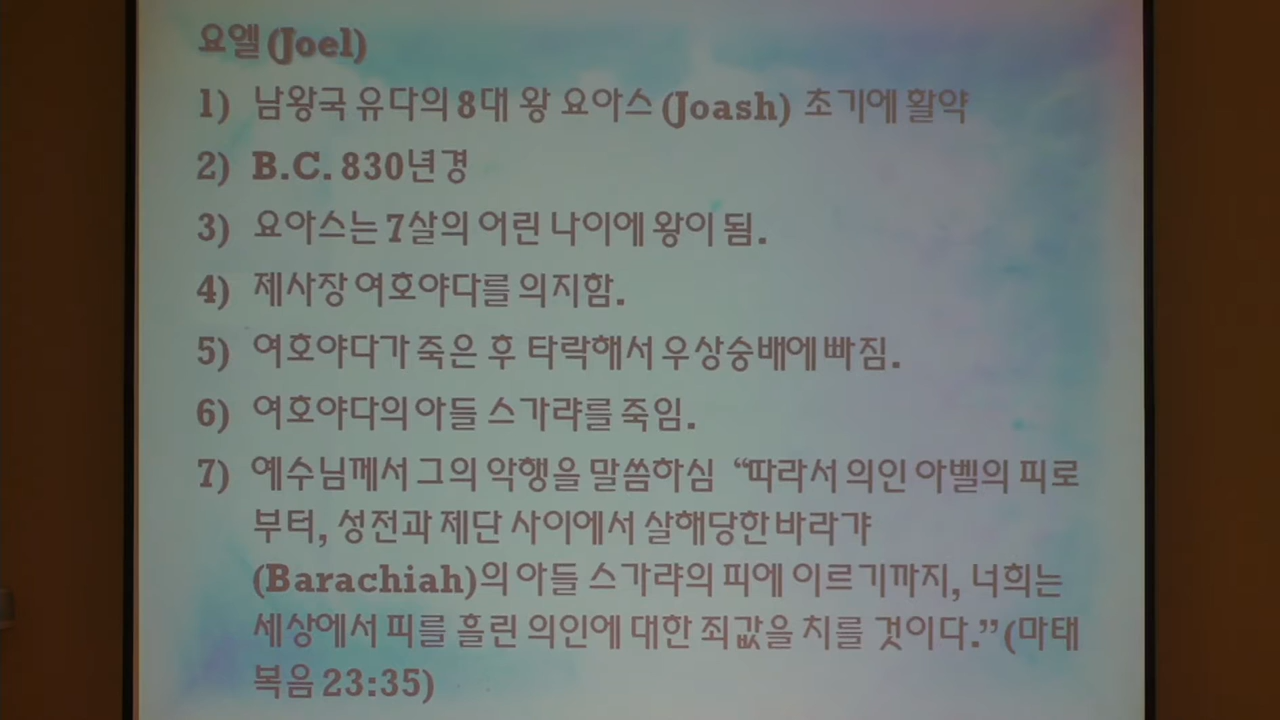 요엘 (Joel)
1) 남왕국 유다의 8대 왕 요아스 (Joash) 초기에 활약
2) B.C. 830년경
3) 요아스는 7살의 어린 나이에 왕이 됨.
4) 제사장 여호야다를 의지함.
5) 여호야다가 죽은 후 타락해서 우상숭배에 빠짐.
6) 여호야다의 아들 스가랴를 죽임.
7) 예수님께서 그의 악행을 말씀하심 “따라서 의인 아벨의 피로
부터, 성전과 제단 사이에서 살해당한 바라갸
(Barachiah)의 아들 스가랴의 피에 이르기까지, 너희는
세상에서 피를 흘린 의인에 대한 죄값을 치를 것이다.” (마태
복음 23:35)